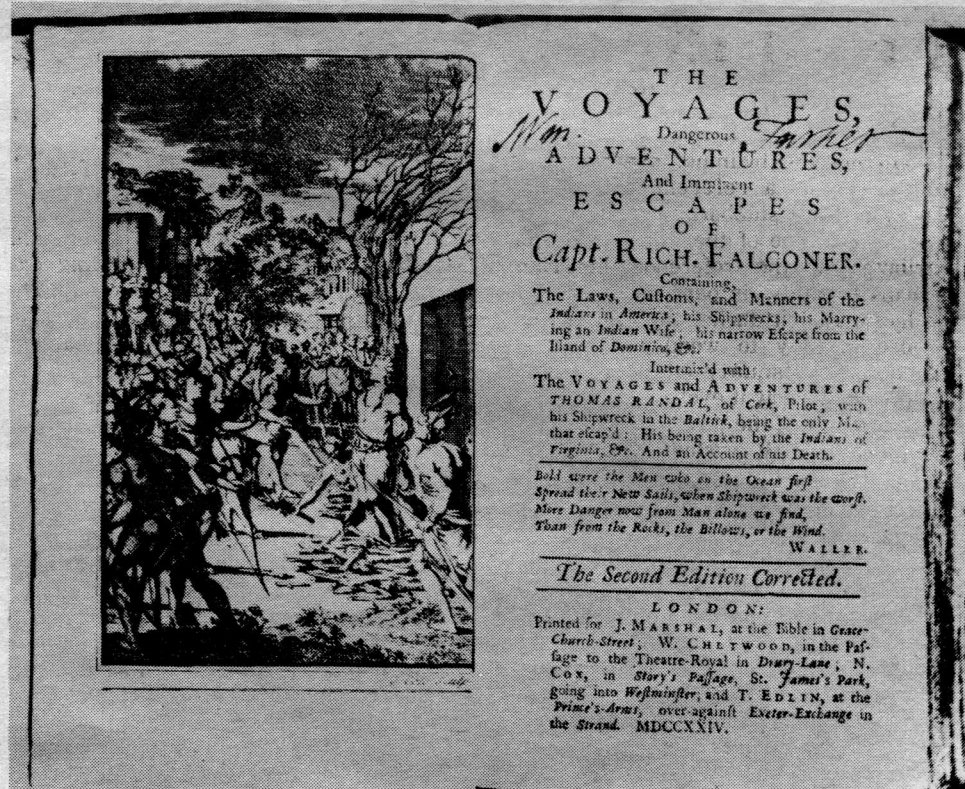 THE
VOYAGES,
Dangerous
ADVENTURES,
And Imminent
ESCAPES
OF
Capt. RICH. FALCONER.
Containing,
The Laws, Cuſtoms, and Manners of the
Indians in America; his Shipwrecks; his Marry-
ing an Indian Wife; his narrow Eſcape from the
Iſland of Dominico, &c.
Intermix'd with
The VOYAGES and ADVENTURES of
THOMAS RANDAL, of Cork, Pilot; with
his Shipwreck in the Baltick, being the only Man
that eſcap'd: His being taken by the Indians of
Virginia, &c. And an Account of his Death.
Bold were the Men who on the Ocean firſt
Spread their New Sails, when Shipwreck was the worſt.
More Danger now from Man alone we find,
Than from the Rocks, the Billows, or the Wind.
WALLER.
The Second Edition Corrected.
LONDON:
Printed for J. MARSHAL, at the Bible in Grace-
Church-Street; W. CHETWOOD, in the Paſ-
ſage to the Theatre-Royal in Drury-Lane; N.
COX, in Story's Paſſage, St. James's Park,
going into Weſtminſter; and T. EDLIN, at the
Prince's-Arms, over-againſt Exeter-Exchange in
the Strand. MDCCXXIV.